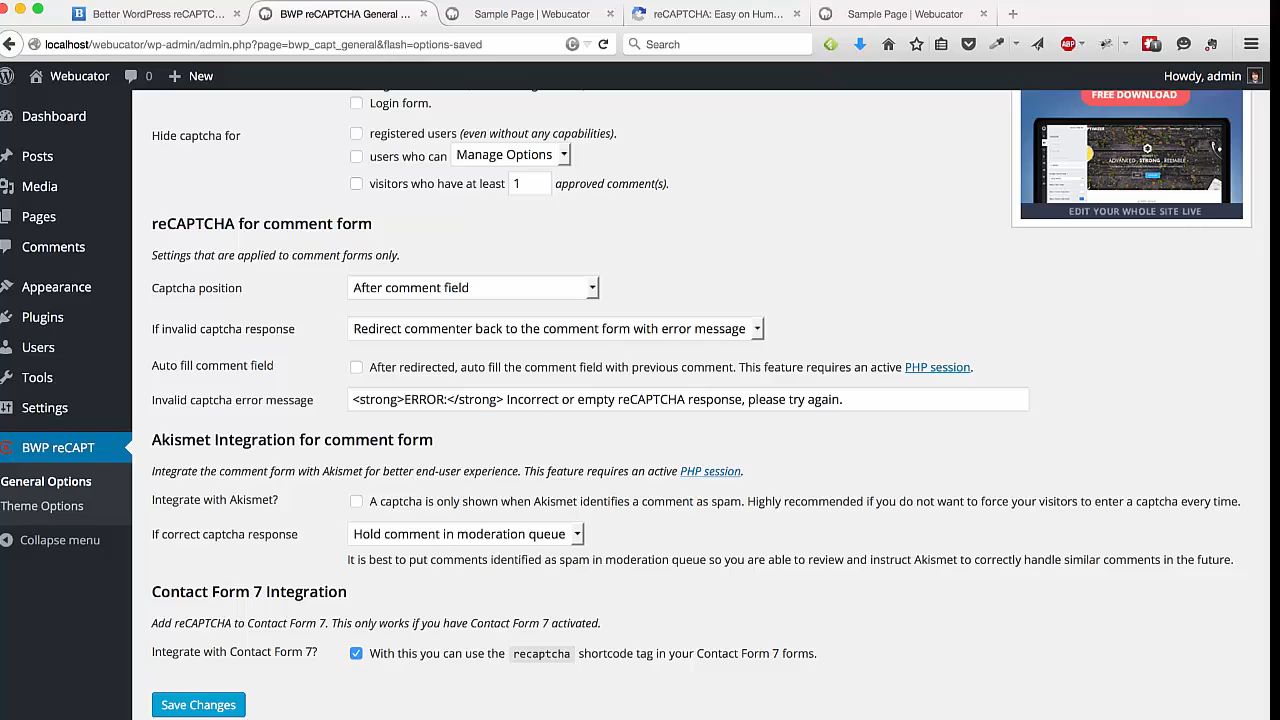 Better WordPress reCAPTC...
BWP reCAPTCHA General ...
Sample Page | Webucator
reCAPTCHA: Easy on Hum...
Sample Page | Webucator
localhost/webucator/wp-admin/admin.php?page=bwp_capt_general&flash=options-saved
Search
ABP
1
Webucator
0
New
Howdy, admin
Dashboard
Posts
Media
Pages
Comments
Appearance
Plugins
Users
Tools
Settings
BWP reCAPT
General Options
Theme Options
Collapse menu
Login form.
Hide captcha for
registered users (even without any capabilities).
users who can Manage Options
visitors who have at least 1 approved comment(s).
reCAPTCHA for comment form
Settings that are applied to comment forms only.
Captcha position
After comment field
If invalid captcha response
Redirect commenter back to the comment form with error message
Auto fill comment field
After redirected, auto fill the comment field with previous comment. This feature requires an active PHP session.
Invalid captcha error message
<strong>ERROR:</strong> Incorrect or empty reCAPTCHA response, please try again.
Akismet Integration for comment form
Integrate the comment form with Akismet for better end-user experience. This feature requires an active PHP session.
Integrate with Akismet?
A captcha is only shown when Akismet identifies a comment as spam. Highly recommended if you do not want to force your visitors to enter a captcha every time.
If correct captcha response
Hold comment in moderation queue
It is best to put comments identified as spam in moderation queue so you are able to review and instruct Akismet to correctly handle similar comments in the future.
Contact Form 7 Integration
Add reCAPTCHA to Contact Form 7. This only works if you have Contact Form 7 activated.
Integrate with Contact Form 7?
With this you can use the recaptcha shortcode tag in your Contact Form 7 forms.
Save Changes
FREE DOWNLOAD
EDIT YOUR WHOLE SITE LIVE